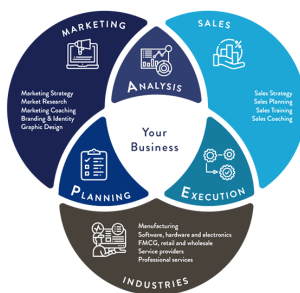 MARKETING
Marketing Strategy
Market Research
Marketing Coaching
Branding & Identity
Graphic Design
SALES
Sales Strategy
Sales Planning
Sales Training
Sales Coaching
ANALYSIS
Your
Business
PLANNING
EXECUTION
Manufacturing
Software, hardware and electronics
FMCG, retail and wholesale
Service providers
Professional services
INDUSTRIES